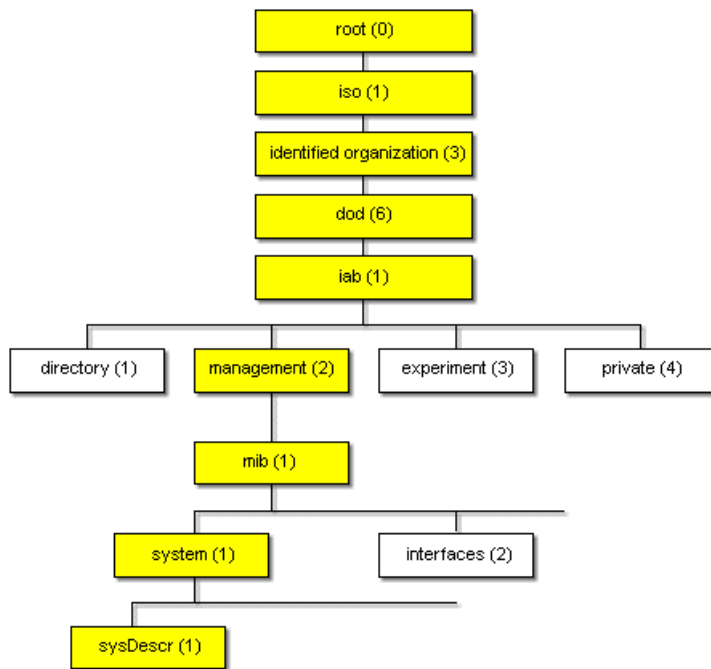 root (0)
iso (1)
identified organization (3)
dod (6)
iab (1)
directory (1)
management (2)
experiment (3)
private (4)
mib (1)
system (1)
interfaces (2)
sysDescr (1)